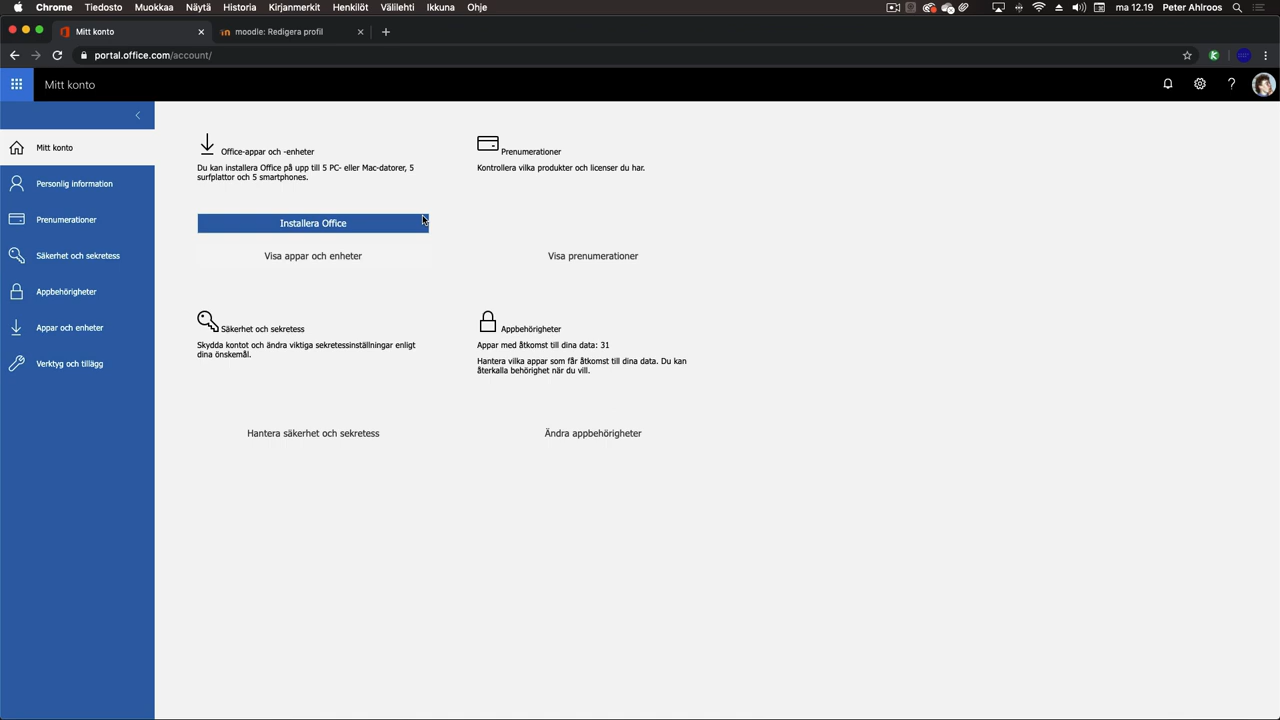 Chrome Tiedosto Muokkaa Näytä Historia Kirjanmerkit Henkilöt Välilehti Ikkuna Ohje ma 12.19 Peter Ahlroos
Mitt konto moodle: Redigera profil
portal.office.com/account/
Mitt konto
Mitt konto
Personlig information
Prenumerationer
Säkerhet och sekretess
Appbehörigheter
Appar och enheter
Verktyg och tillägg
Office-appar och -enheter
Du kan installera Office på upp till 5 PC- eller Mac-datorer, 5
surfplattor och 5 smartphones.
Installera Office
Visa appar och enheter
Prenumerationer
Kontrollera vilka produkter och licenser du har.
Visa prenumerationer
Säkerhet och sekretess
Skydda kontot och ändra viktiga sekretessinställningar enligt
dina önskemål.
Hantera säkerhet och sekretess
Appbehörigheter
Appar med åtkomst till dina data: 31
Hantera vilka appar som får åtkomst till dina data. Du kan
återkalla behörighet när du vill.
Ändra appbehörigheter